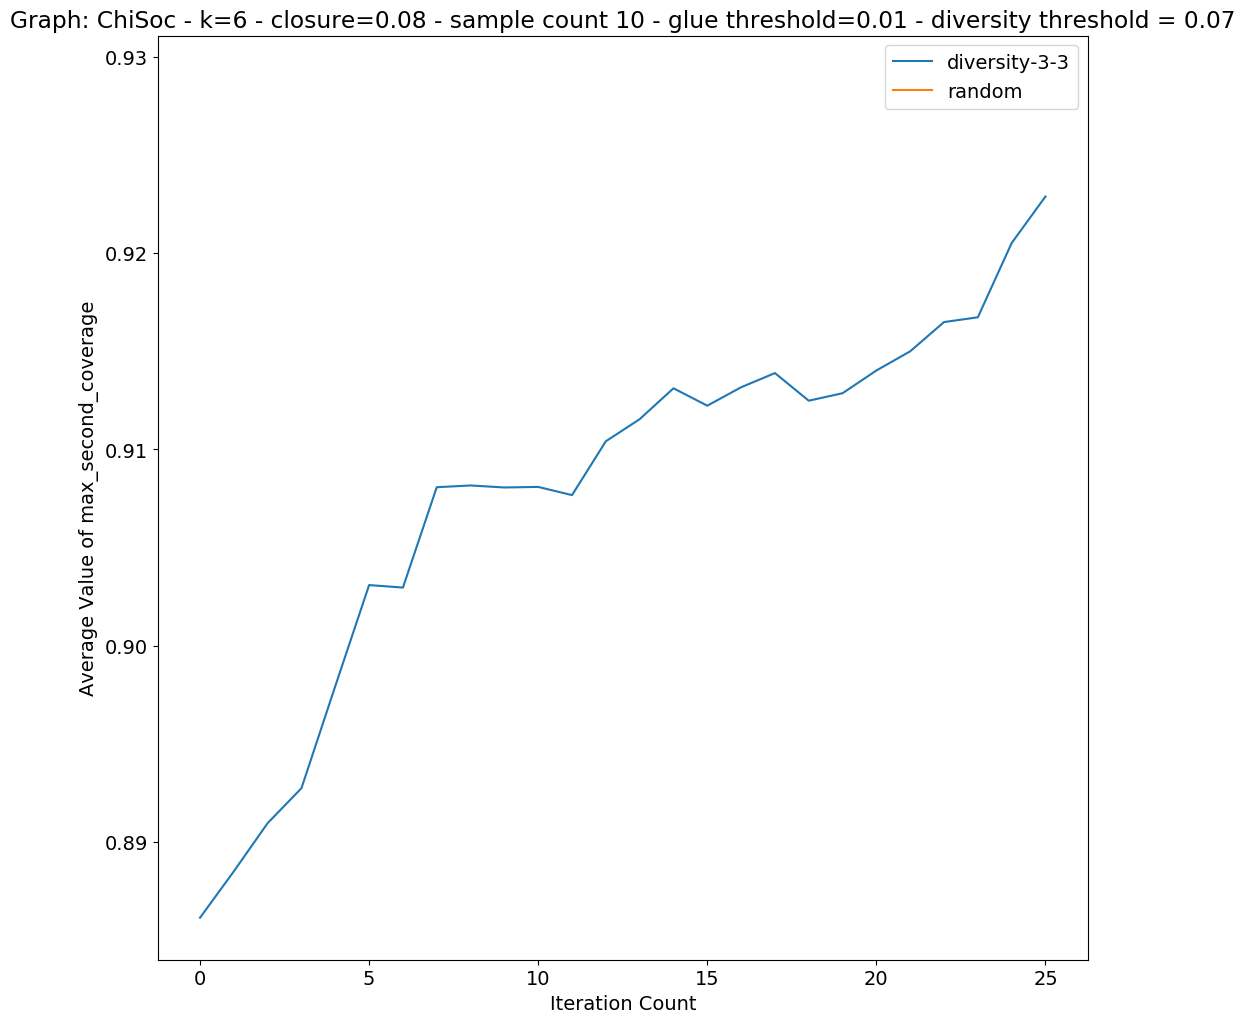 Graph: ChiSoc - k=6 - closure=0.08 - sample count 10 - glue threshold=0.01 - diversity threshold = 0.07
diversity-3-3
random
0.93
0.92
0.91
0.90
0.89
Average Value of max_second_coverage
0
5
10
15
20
25
Iteration Count